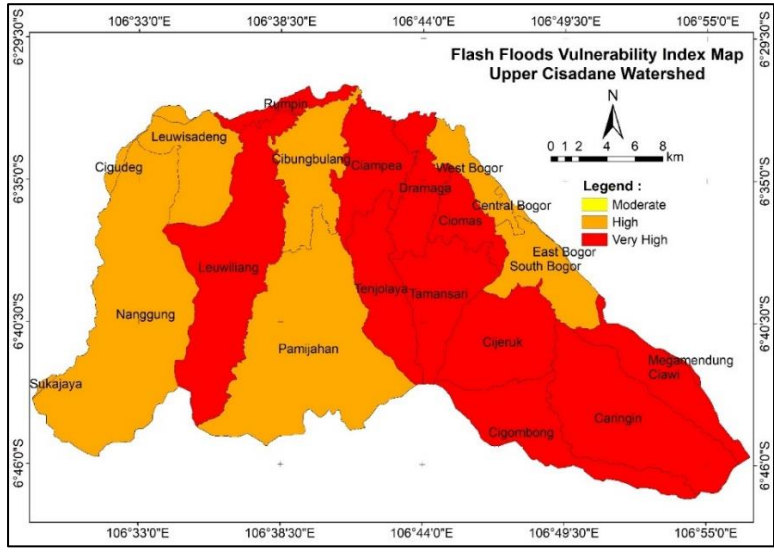 106°33'0"E 106°38'30"E 106°44'0"E 106°49'30"E 106°55'0"E
6°29'30"S 6°29'30"S
Flash Floods Vulnerability Index Map
Upper Cisadane Watershed
N
0 1 2 4 6 8
km
Legend :
Moderate
High
Very High
Rumpin
Leuwisadeng
Cigudeg
Cibungbulang
Ciampea
West Bogor
6°35'0"S 6°35'0"S
Dramaga
Central Bogor
Ciomas
East Bogor
South Bogor
Leuwiliang
Tenjolaya
Tamansari
Nanggung
6°40'30"S 6°40'30"S
Pamijahan
Cijeruk
Megamendung
Ciawi
Sukajaya
Caringin
Cigombong
6°46'0"S 6°46'0"S
106°33'0"E 106°38'30"E 106°44'0"E 106°49'30"E 106°55'0"E